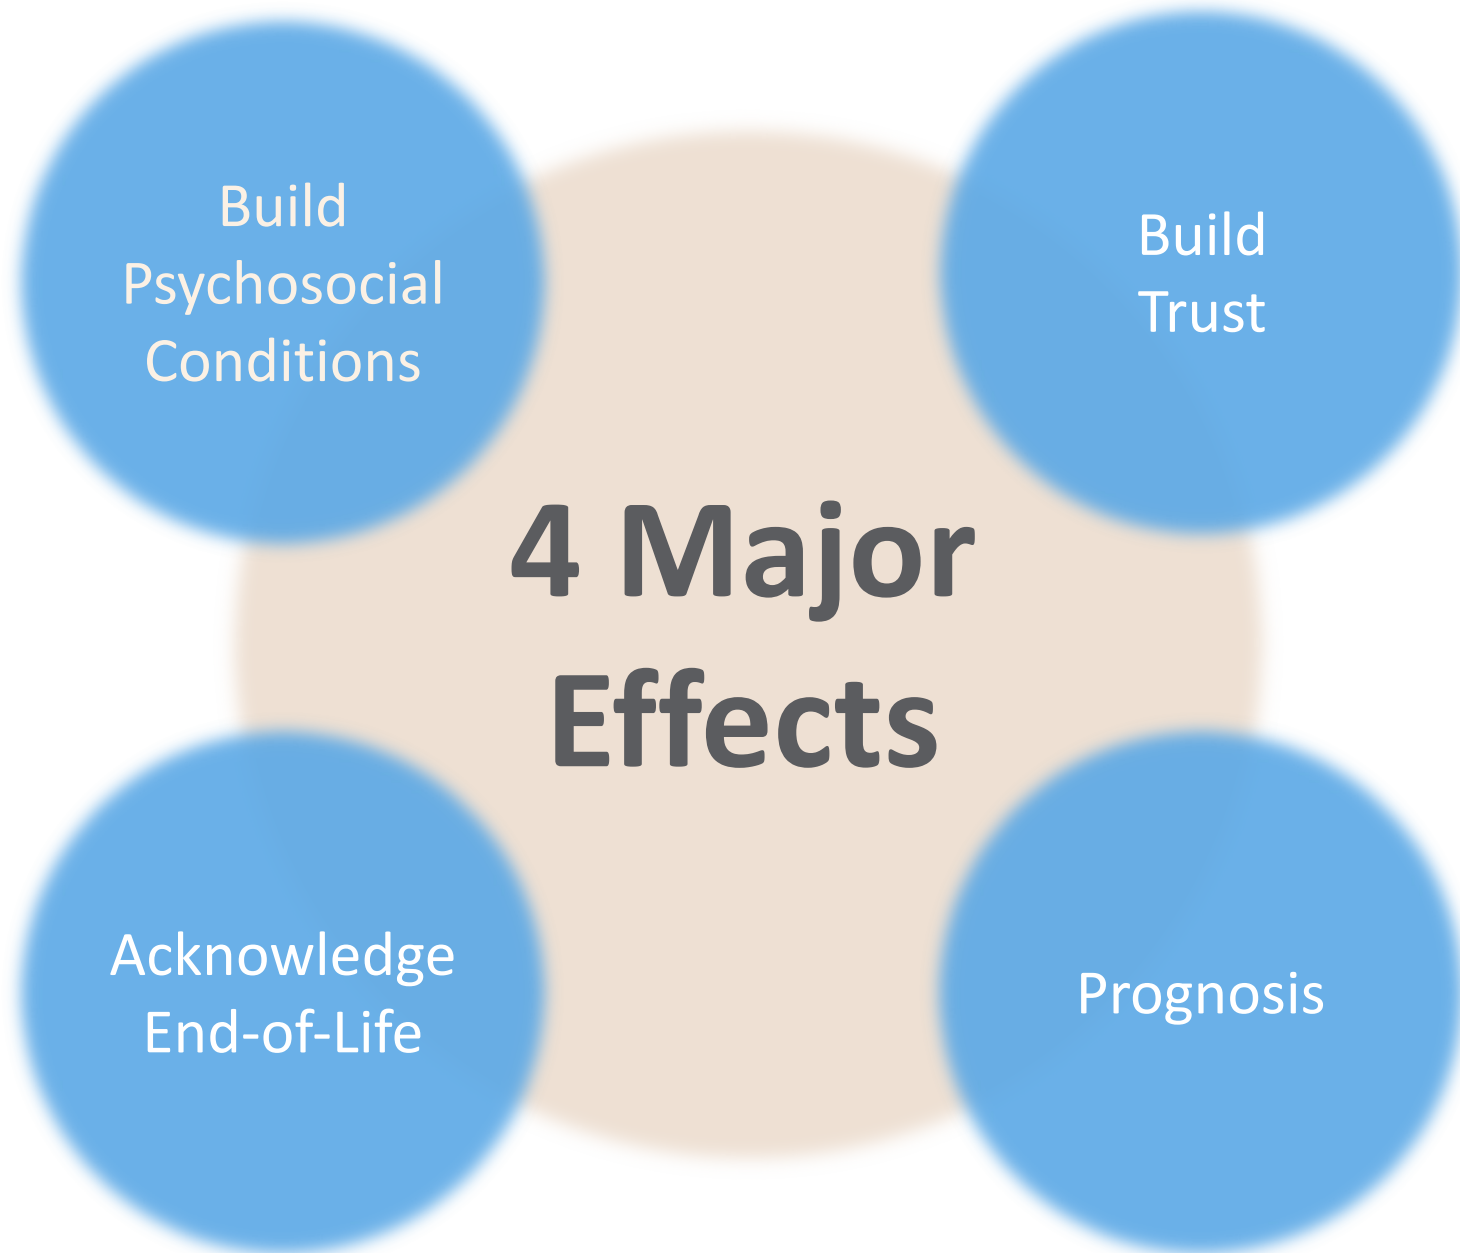 Build
Psychosocial
Conditions
Build
Trust
4 Major
Effects
Acknowledge
End-of-Life
Prognosis